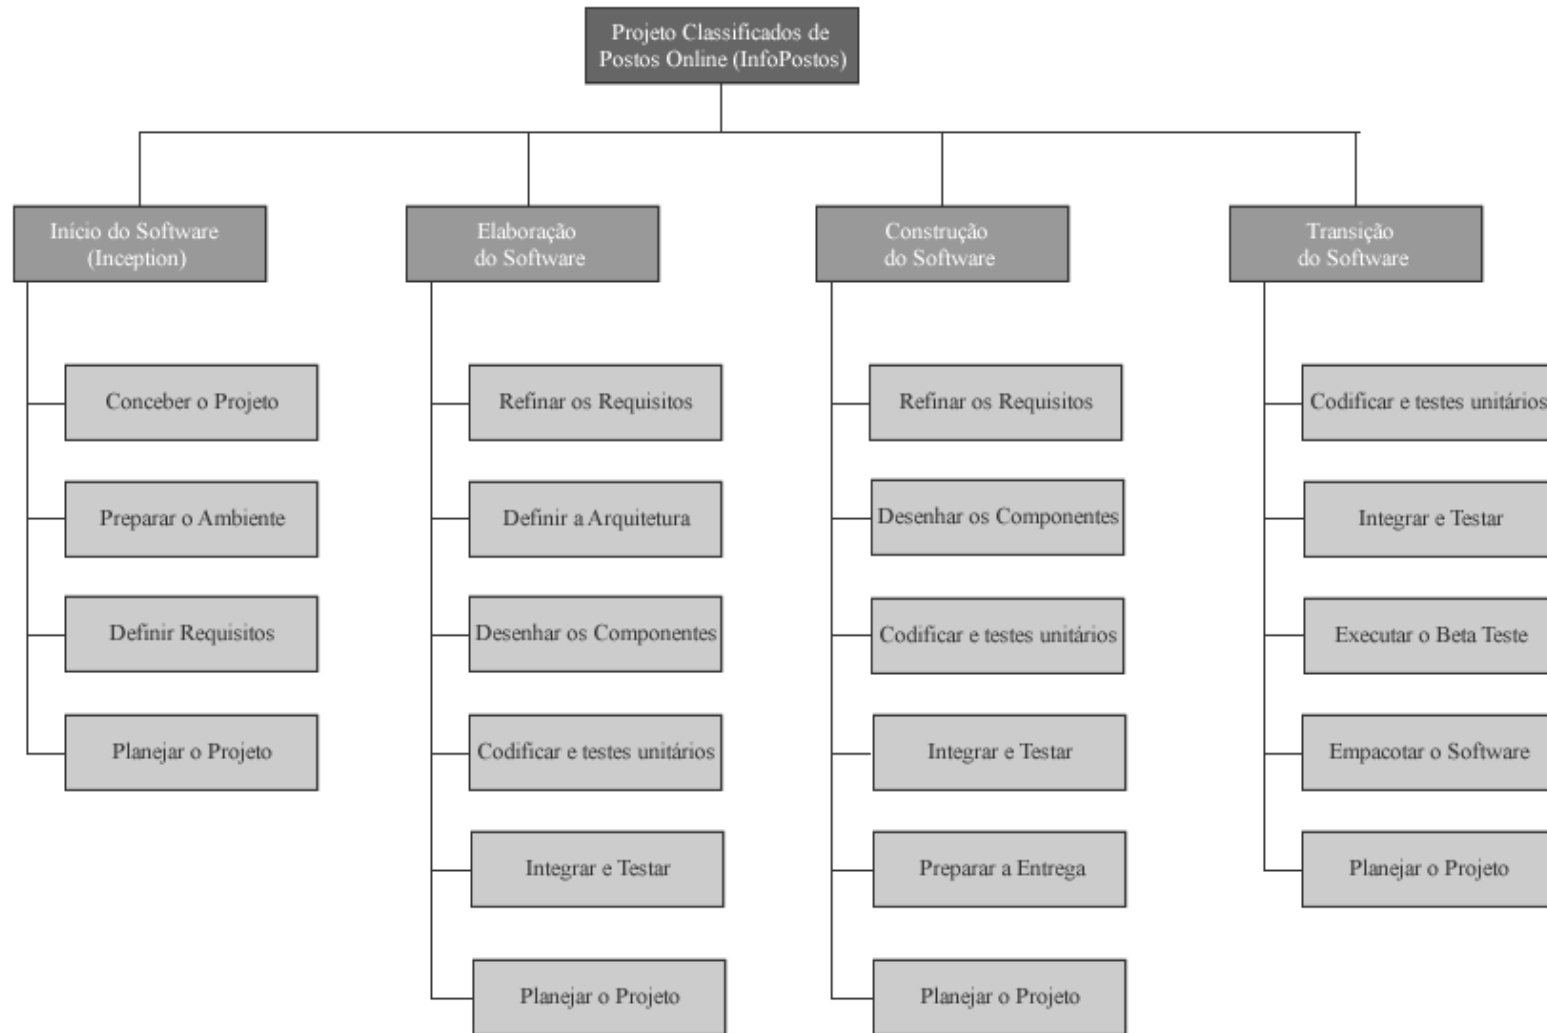 Projeto Classificados de
Postos Online (InfoPostos)
Início do Software
(Inception)
Conceber o Projeto
Preparar o Ambiente
Definir Requisitos
Planejar o Projeto
Elaboração
do Software
Refinar os Requisitos
Definir a Arquitetura
Desenhar os Componentes
Codificar e testes unitários
Integrar e Testar
Planejar o Projeto
Construção
do Software
Refinar os Requisitos
Desenhar os Componentes
Codificar e testes unitários
Integrar e Testar
Preparar a Entrega
Planejar o Projeto
Transição
do Software
Codificar e testes unitários
Integrar e Testar
Executar o Beta Teste
Empacotar o Software
Planejar o Projeto